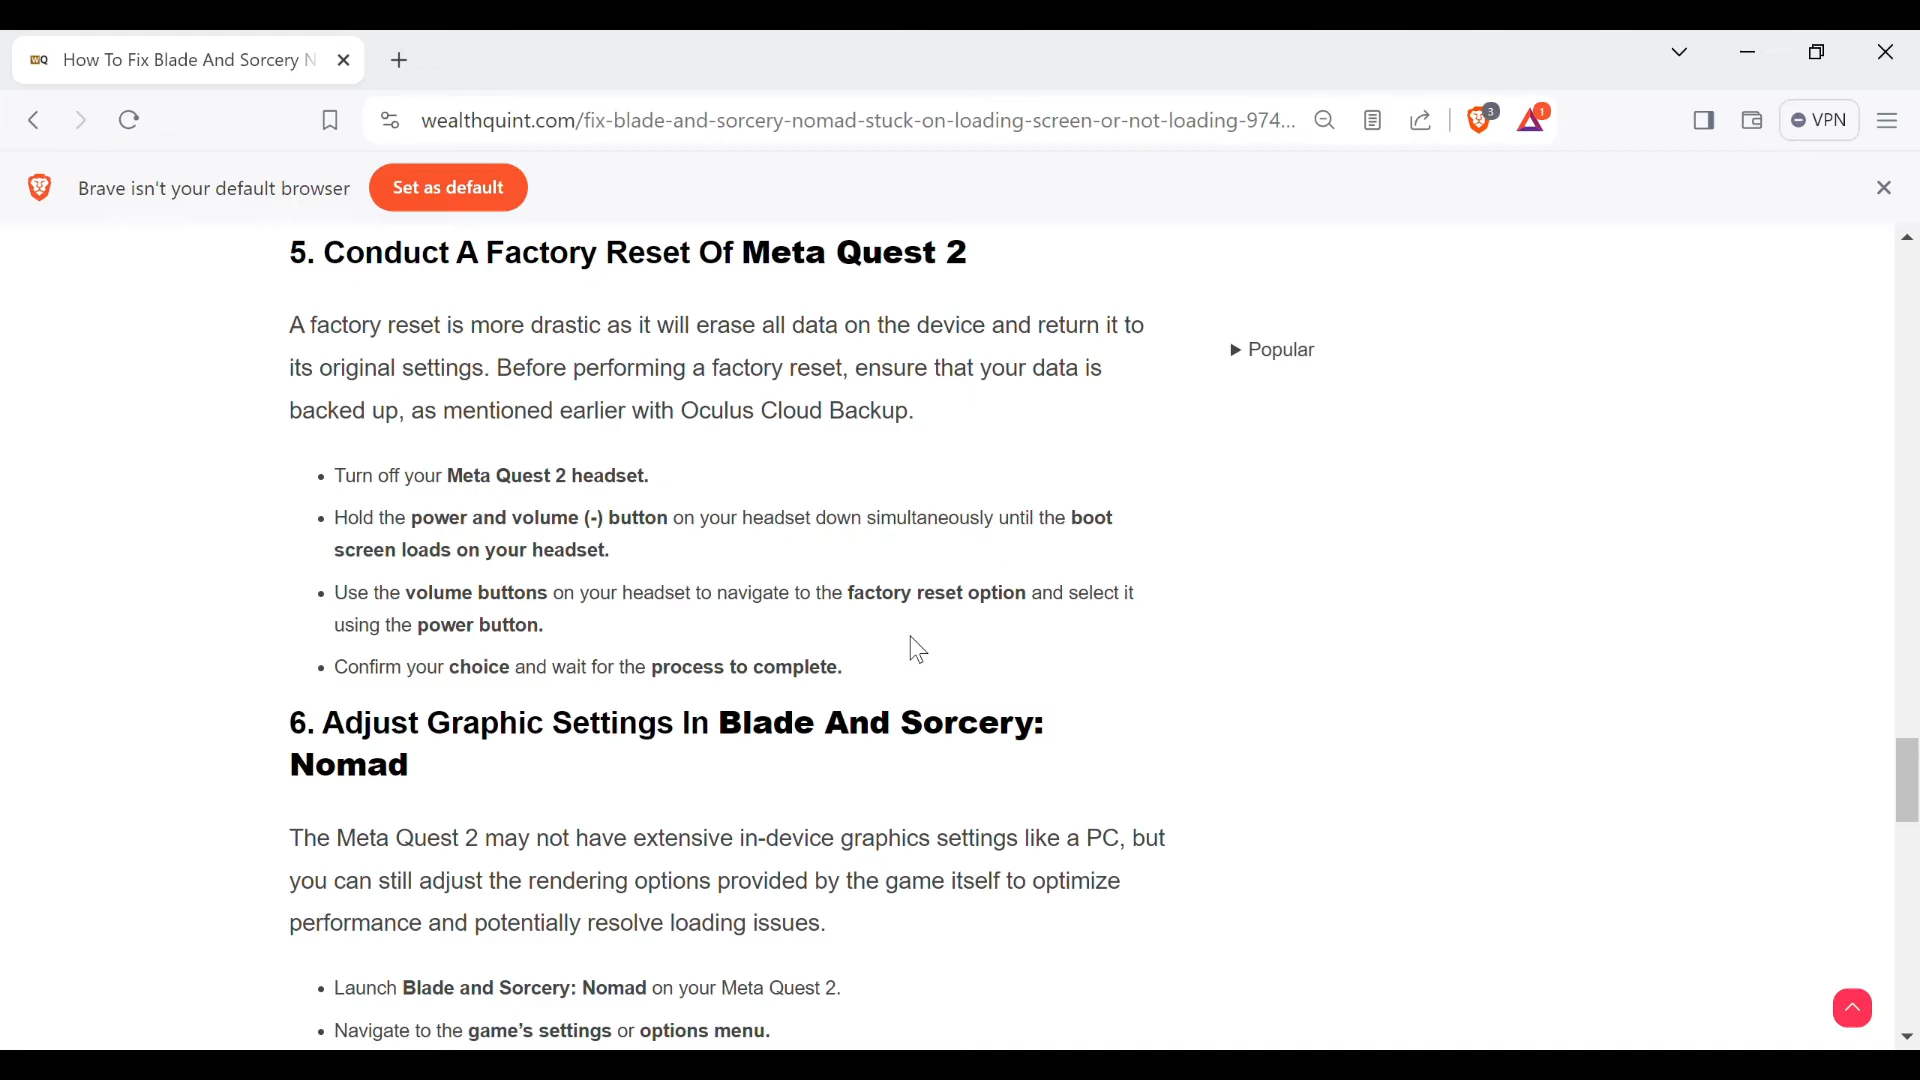 How To Fix Blade And Sorcery N
wealthquint.com/fix-blade-and-sorcery-nomad-stuck-on-loading-screen-or-not-loading-974...
3
1
VPN
Brave isn't your default browser
Set as default
5. Conduct A Factory Reset Of Meta Quest 2
A factory reset is more drastic as it will erase all data on the device and return it to
its original settings. Before performing a factory reset, ensure that your data is
backed up, as mentioned earlier with Oculus Cloud Backup.
Popular
• Turn off your Meta Quest 2 headset.
• Hold the power and volume (-) button on your headset down simultaneously until the boot
screen loads on your headset.
• Use the volume buttons on your headset to navigate to the factory reset option and select it
using the power button.
• Confirm your choice and wait for the process to complete.
6. Adjust Graphic Settings In Blade And Sorcery:
Nomad
The Meta Quest 2 may not have extensive in-device graphics settings like a PC, but
you can still adjust the rendering options provided by the game itself to optimize
performance and potentially resolve loading issues.
• Launch Blade and Sorcery: Nomad on your Meta Quest 2.
• Navigate to the game’s settings or options menu.